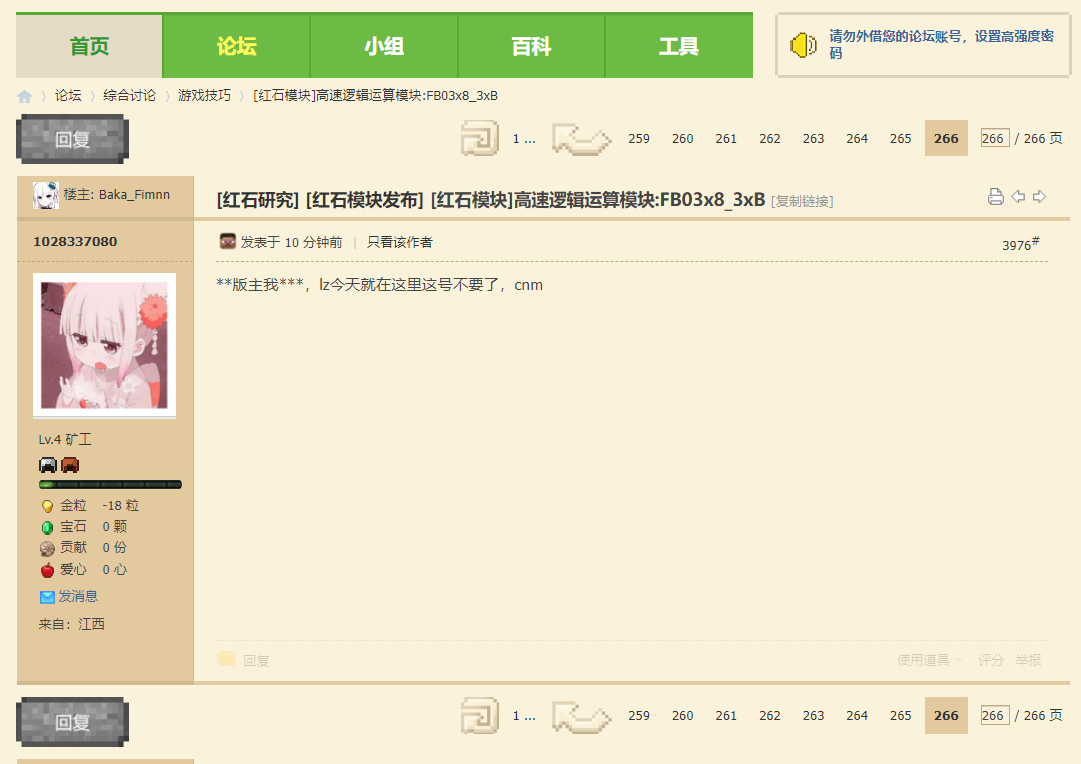 首页 论坛 小组 百科 工具
请勿外借您的论坛账号，设置高强度密
码
论坛 综合讨论 游戏技巧 [红石模块]高速逻辑运算模块:FB03x8_3xB
回复 1 ... 259 260 261 262 263 264 265 266 266 / 266 页
楼主: Baka_Fimnn
[红石研究] [红石模块发布] [红石模块]高速逻辑运算模块:FB03x8_3xB [复制链接]
1028337080
发表于 10 分钟前 | 只看该作者 3976#
**版主我***，lz今天就在这里这号不要了，cnm
Lv.4 矿工
金粒 -18 粒
宝石 0 颗
贡献 0 份
爱心 0 心
发消息
来自: 江西
回复 使用道具 评分 举报
回复 1 ... 259 260 261 262 263 264 265 266 266 / 266 页